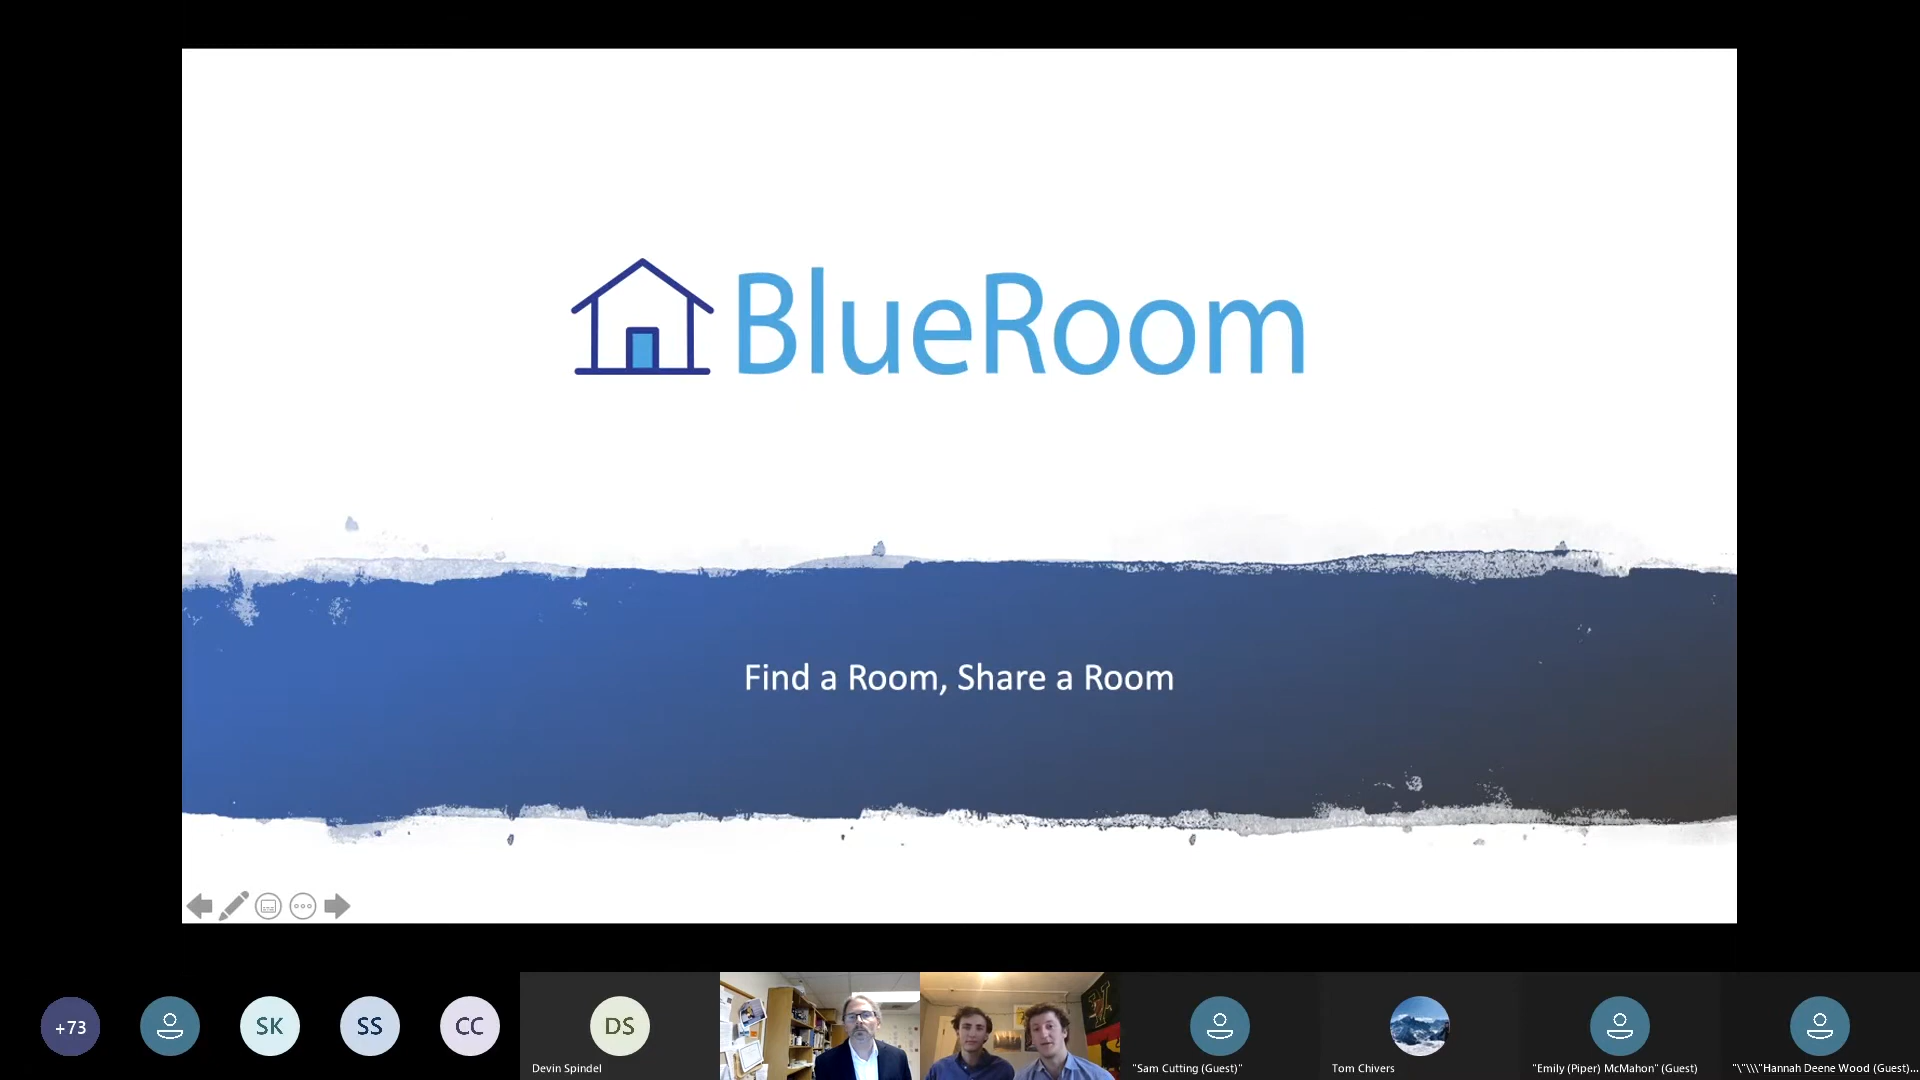 BlueRoom
Find a Room, Share a Room
+73
SK
SS
CC
DS
Devin Spindel
"Sam Cutting (Guest)"
Tom Chivers
"Emily (Piper) McMahon" (Guest)
"\"\\\"Hannah Deene Wood (Guest)...